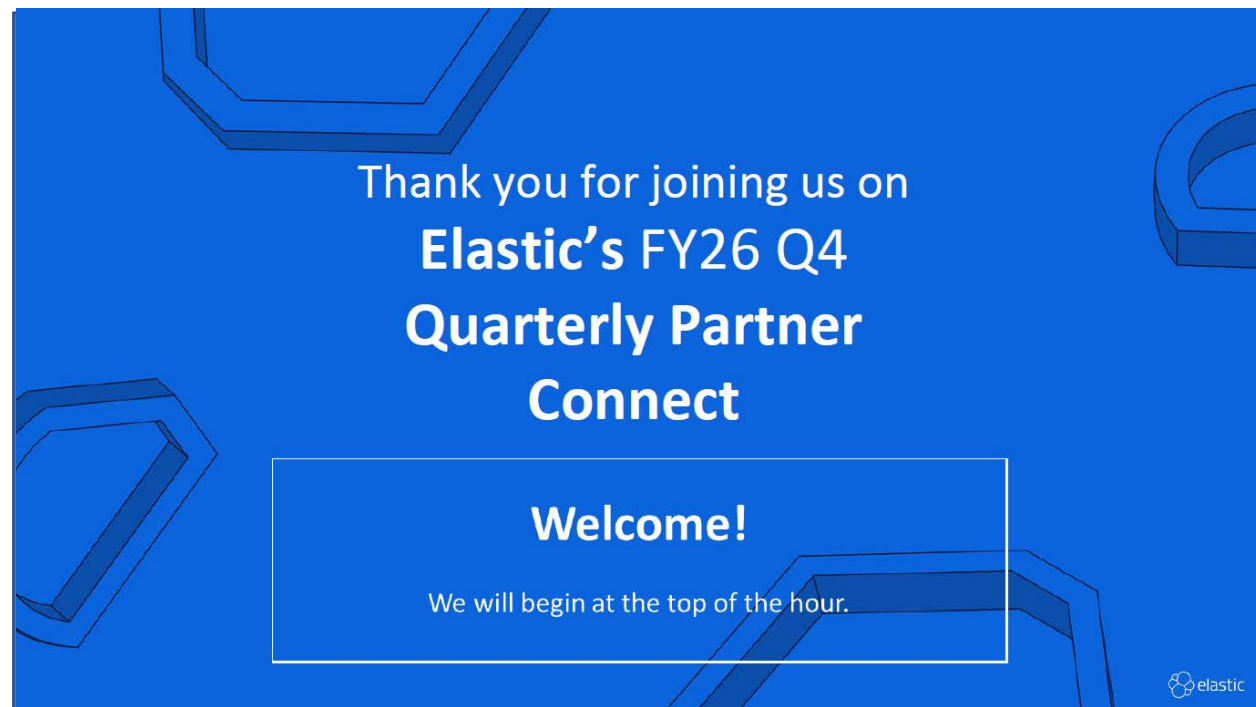 Thank you for joining us on
Elastic’s FY26 Q4
Quarterly Partner
Connect
Welcome!
We will begin at the top of the hour.
elastic